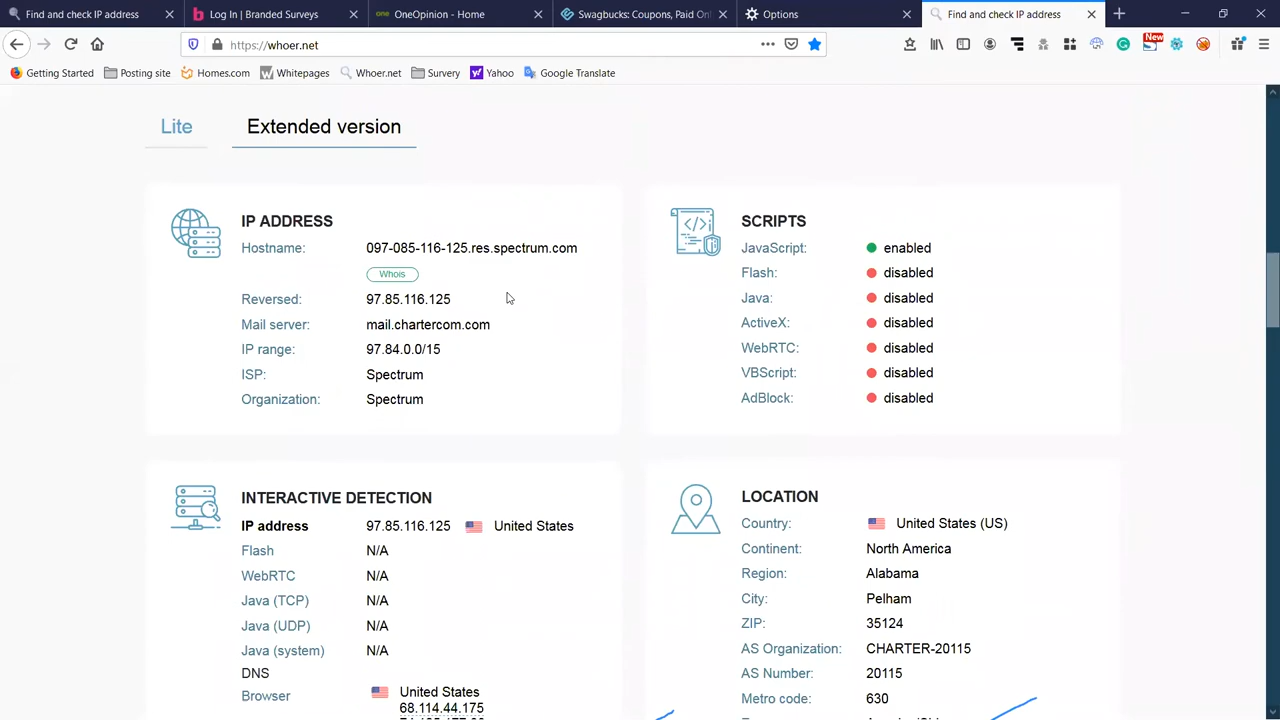 Find and check IP address
Log In | Branded Surveys
OneOpinion - Home
Swagbucks: Coupons, Paid Onl
Options
Find and check IP address
https://whoer.net
New
Getting Started
Posting site
Homes.com
Whitepages
Whoer.net
Survery
Yahoo
Google Translate
Lite
Extended version
IP ADDRESS
Hostname: 097-085-116-125.res.spectrum.com
Whois
Reversed: 97.85.116.125
Mail server: mail.chartercom.com
IP range: 97.84.0.0/15
ISP: Spectrum
Organization: Spectrum
SCRIPTS
JavaScript: enabled
Flash: disabled
Java: disabled
ActiveX: disabled
WebRTC: disabled
VBScript: disabled
AdBlock: disabled
INTERACTIVE DETECTION
IP address 97.85.116.125 United States
Flash N/A
WebRTC N/A
Java (TCP) N/A
Java (UDP) N/A
Java (system) N/A
DNS
Browser United States
68.114.44.175
LOCATION
Country: United States (US)
Continent: North America
Region: Alabama
City: Pelham
ZIP: 35124
AS Organization: CHARTER-20115
AS Number: 20115
Metro code: 630